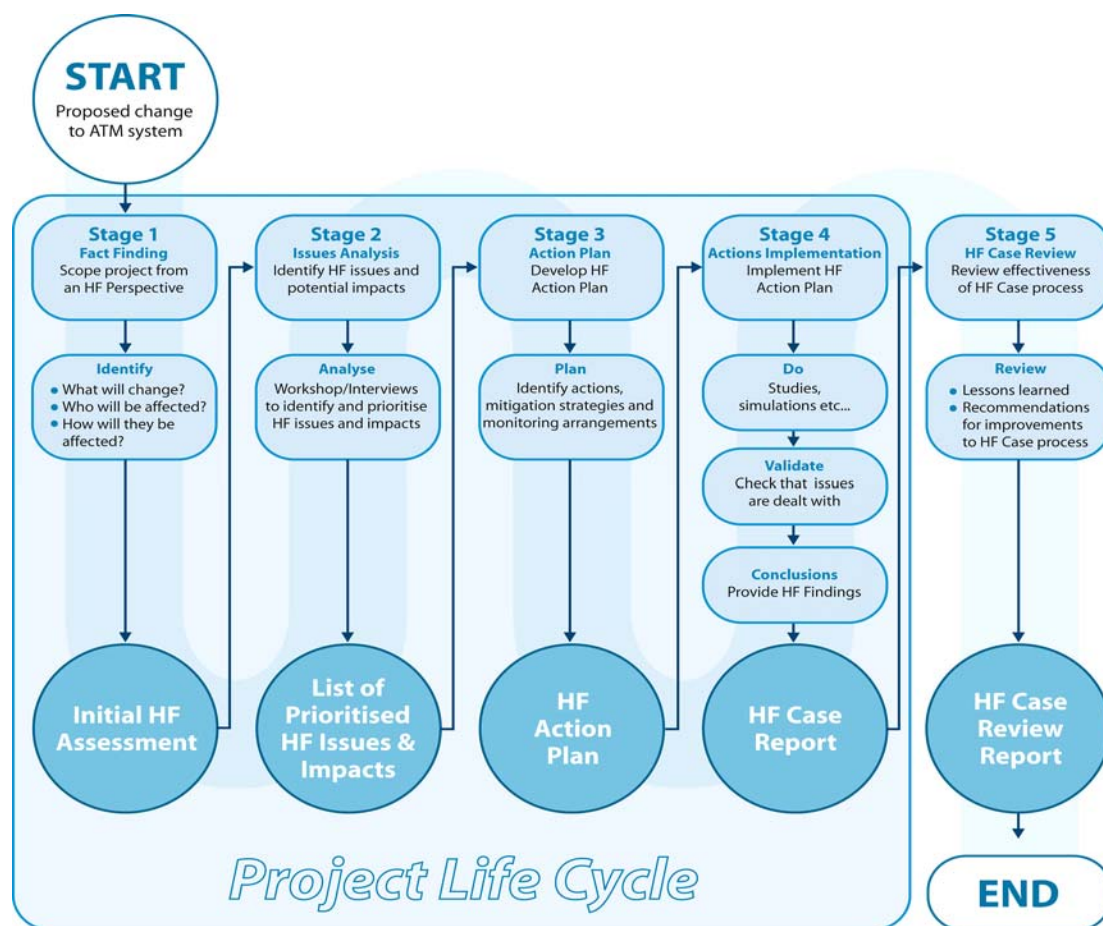 START
Proposed change
to ATM system
Stage 1
Fact Finding
Scope project from
an HF Perspective
Identify
• What will change?
• Who will be affected?
• How will they be
affected?
Initial HF
Assessment
Stage 2
Issues Analysis
Identify HF issues and
potential impacts
Analyse
Workshop/Interviews
to identify and prioritise
HF issues and impacts
List of
Prioritised
HF Issues &
Impacts
Stage 3
Action Plan
Develop HF
Action Plan
Plan
Identify actions,
mitigation strategies and
monitoring arrangements
HF
Action
Plan
Stage 4
Actions Implementation
Implement HF
Action Plan
Do
Studies,
simulations etc...
Validate
Check that issues
are dealt with
Conclusions
Provide HF Findings
HF Case
Report
Stage 5
HF Case Review
Review effectiveness
of HF Case process
Review
• Lessons learned
• Recommendations
for improvements
to HF Case process
HF Case
Review
Report
END
Project Life Cycle